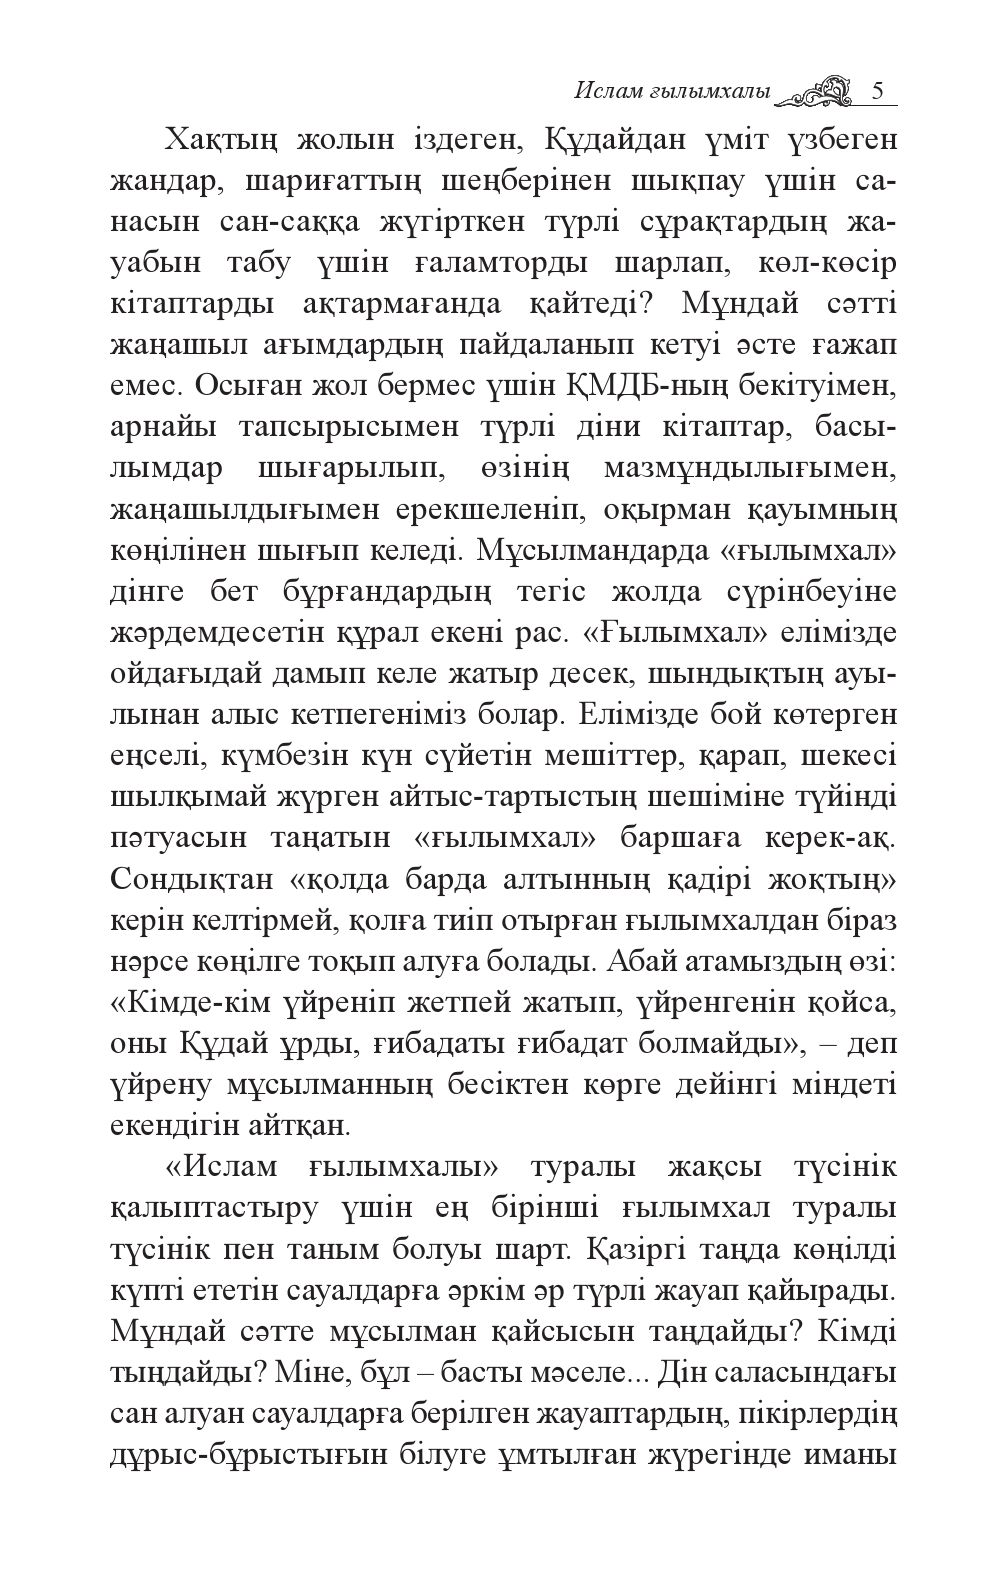 Ислам ғылымхалы 5
Хақтың жолын іздеген, Құдайдан үміт үзбеген
жандар, шариғаттың шеңберінен шықпау үшін са-
насын сан-саққа жүгірткен түрлі сұрақтардың жа-
уабын табу үшін ғаламторды шарлап, көл-көсір
кітаптарды ақтармағанда қайтеді? Мұндай сәтті
жаңашыл ағымдардың пайдаланып кетуі әсте ғажап
емес. Осыған жол бермес үшін ҚМДБ-ның бекітуімен,
арнайы тапсырысымен түрлі діни кітаптар, басы-
лымдар шығарылып, өзінің мазмұндылығымен,
жаңашылдығымен ерекшеленіп, оқырман қауымның
көңілінен шығып келеді. Мұсылмандарда «ғылымхал»
дінге бет бұрғандардың тегіс жолда сүрінбеуіне
жәрдемдесетін құрал екені рас. «Ғылымхал» елімізде
ойдағыдай дамып келе жатыр десек, шындықтың ауы-
лынан алыс кетпегеніміз болар. Елімізде бой көтерген
еңселі, күмбезін күн сүйетін мешіттер, қарап, шекесі
шылқымай жүрген айтыс-тартыстың шешіміне түйінді
пәтуасын таңатын «ғылымхал» баршаға керек-ақ.
Сондықтан «қолда барда алтынның қадірі жоқтың»
керін келтірмей, қолға тиіп отырған ғылымхалдан біраз
нәрсе көңілге тоқып алуға болады. Абай атамыздың өзі:
«Кімде-кім үйреніп жетпей жатып, үйренгенін қойса,
оны Құдай ұрды, ғибадаты ғибадат болмайды», – деп
үйрену мұсылманның бесіктен көрге дейінгі міндеті
екендігін айтқан.
«Ислам ғылымхалы» туралы жақсы түсінік
қалыптастыру үшін ең бірінші ғылымхал туралы
түсінік пен таным болуы шарт. Қазіргі таңда көңілді
күпті ететін сауалдарға әркім әр түрлі жауап қайырады.
Мұндай сәтте мұсылман қайсысын таңдайды? Кімді
тыңдайды? Міне, бұл – басты мәселе... Дін саласындағы
сан алуан сауалдарға берілген жауаптардың, пікірлердің
дұрыс-бұрыстығын білуге ұмтылған жүрегінде иманы